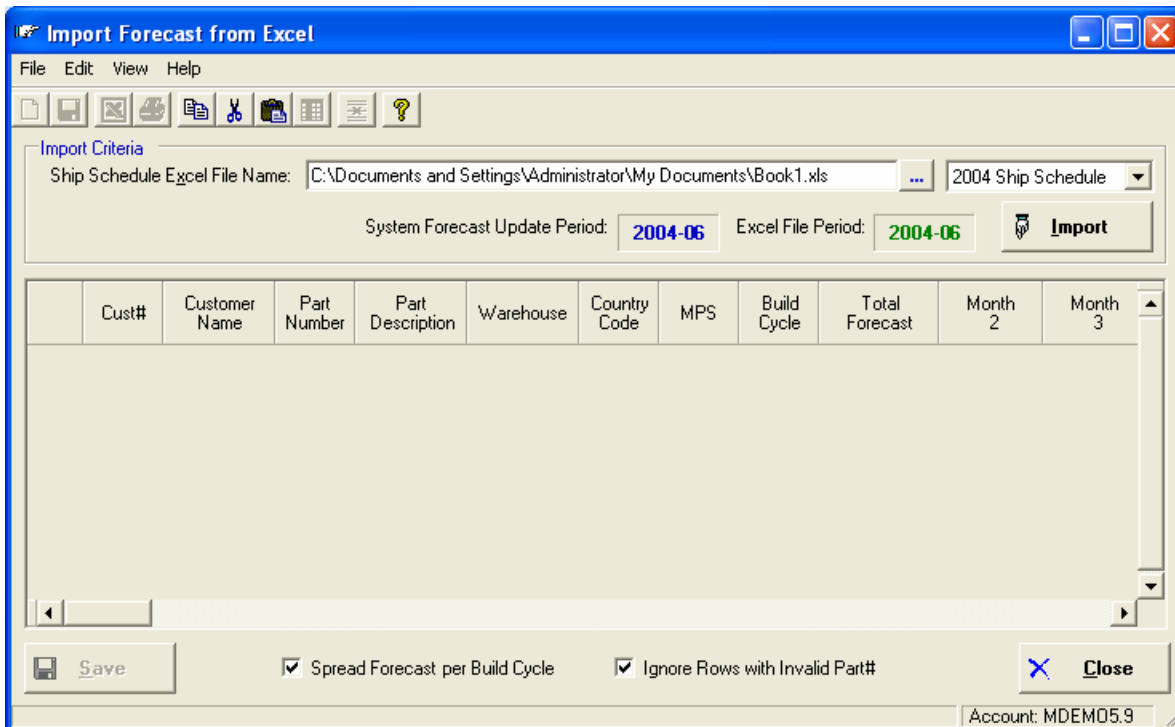 Import Forecast from Excel
File Edit View Help
Import Criteria
Ship Schedule Excel File Name: C:\Documents and Settings\Administrator\My Documents\Book1.xls ... 2004 Ship Schedule
System Forecast Update Period: 2004-06 Excel File Period: 2004-06 Import
Cust# Customer Name Part Number Part Description Warehouse Country Code MPS Build Cycle Total Forecast Month 2 Month 3
Save Spread Forecast per Build Cycle Ignore Rows with Invalid Part# Close
Account: MDEMO5.9